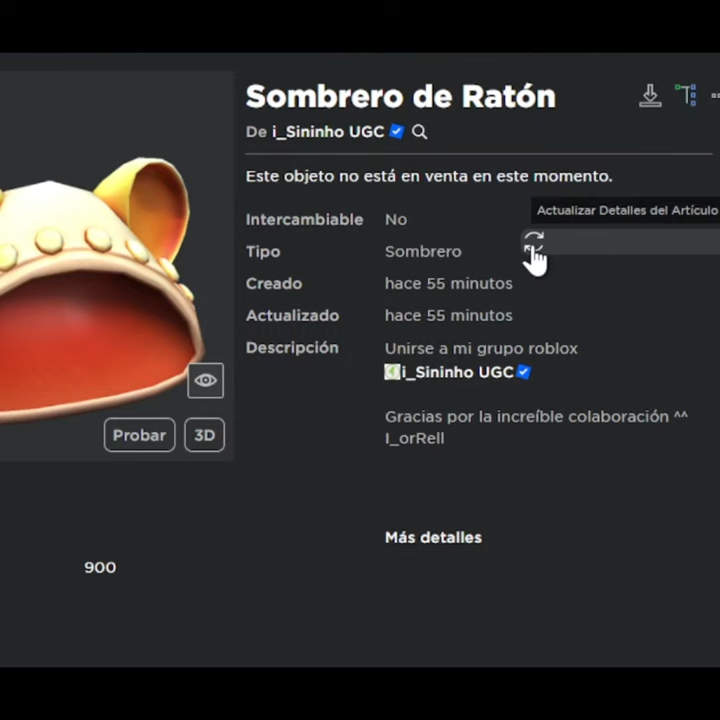 Sombrero de Ratón
De i_Sininho UGC
Este objeto no está en venta en este momento.
Actualizar Detalles del Artículo
Intercambiable No
Tipo Sombrero
Creado hace 55 minutos
Actualizado hace 55 minutos
Descripción Unirse a mi grupo roblox
i_Sininho UGC
Gracias por la increíble colaboración ^^
I_orRell
Probar 3D
Más detalles
900